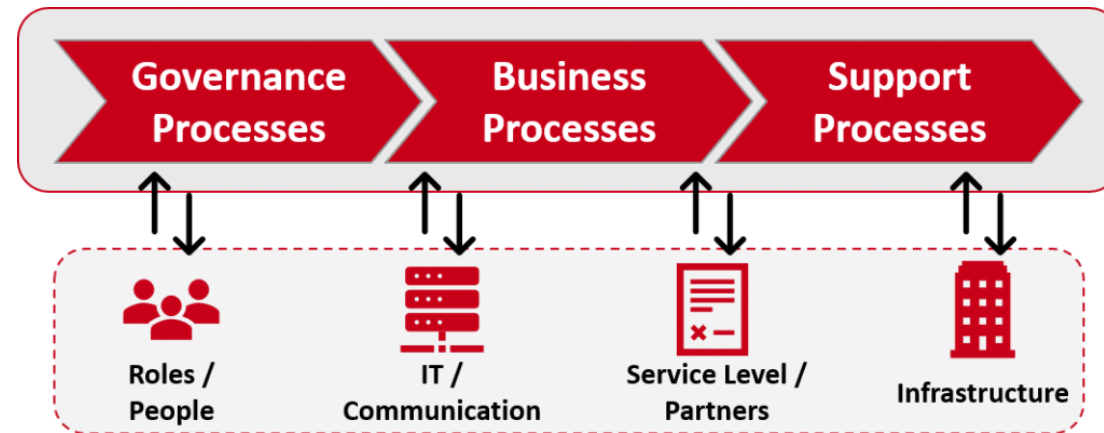 Governance
Processes
Business
Processes
Support
Processes
Roles /
People
IT /
Communication
Service Level /
Partners
Infrastructure